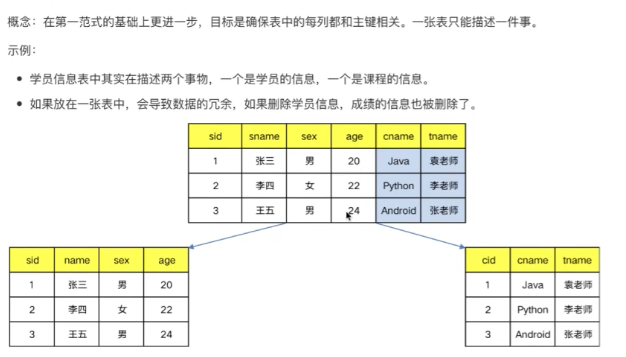 概念：在第一范式的基础上更进一步，目标是确保表中的每列都和主键相关。一张表只能描述一件事。
示例：
• 学员信息表中其实在描述两个事物，一个是学员的信息，一个是课程的信息。
• 如果放在一张表中，会导致数据的冗余，如果删除学员信息，成绩的信息也被删除了。
sid sname sex age cname tname
1 张三 男 20 Java 袁老师
2 李四 女 22 Python 李老师
3 王五 男 24 Android 张老师
sid name sex age
1 张三 男 20
2 李四 女 22
3 王五 男 24
cid cname tname
1 Java 袁老师
2 Python 李老师
3 Android 张老师